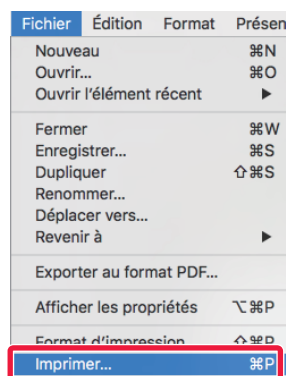 Fichier Édition Format Présen
Nouveau ⌘N
Ouvrir... ⌘O
Ouvrir l'élément récent ▶
Fermer ⌘W
Enregistrer... ⌘S
Dupliquer ⇧⌘S
Renommer...
Déplacer vers...
Revenir à ▶
Exporter au format PDF...
Afficher les propriétés ⌥⌘P
Format d'impression ⇧⌘P
Imprimer... ⌘P